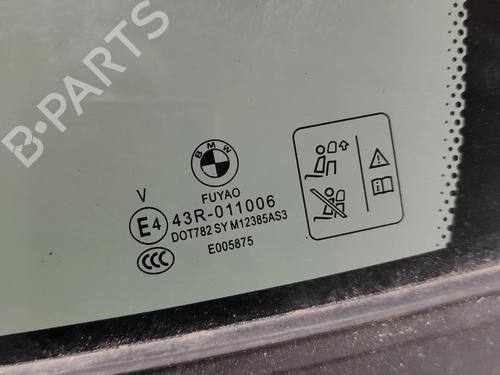 B-PARTS
BMW
FUYAO
V
E4 43R-011006
DOT782 SY M12385AS3
CCC E005875